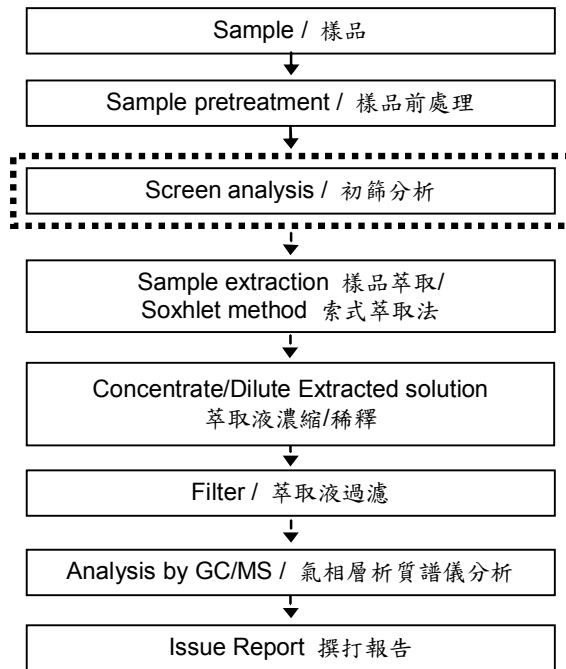 Sample / 樣品
Sample pretreatment / 樣品前處理
Screen analysis / 初篩分析
Sample extraction 樣品萃取/
Soxhlet method 索式萃取法
Concentrate/Dilute Extracted solution
萃取液濃縮/稀釋
Filter / 萃取液過濾
Analysis by GC/MS / 氣相層析質譜儀分析
Issue Report 撰打報告